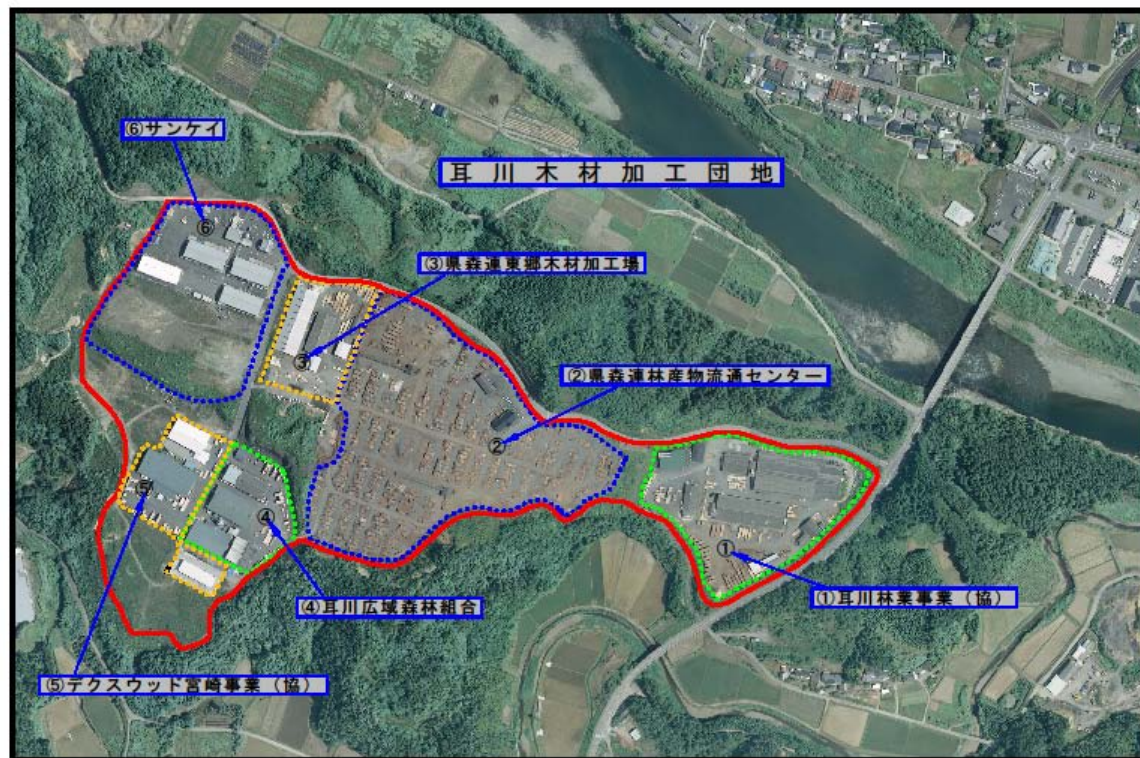 ⑥サンケイ
耳川木材加工団地
⑥
③県森連東郷木材加工場
③
②県森連林産物流通センター
②
⑤
④
①
①耳川林業事業（協）
④耳川広域森林組合
⑤デクスウッド宮崎事業（協）